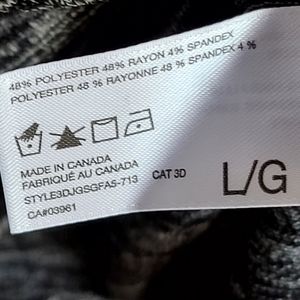 48% POLYESTER 48% RAYON 4% SPANDEX
POLYESTER 48 % RAYONNE 48 % SPANDEX 4 %
MADE IN CANADA
FABRIQUÉ AU CANADA CAT 3D
STYLE3DJGSGFA5-713
CA#03961
L/G